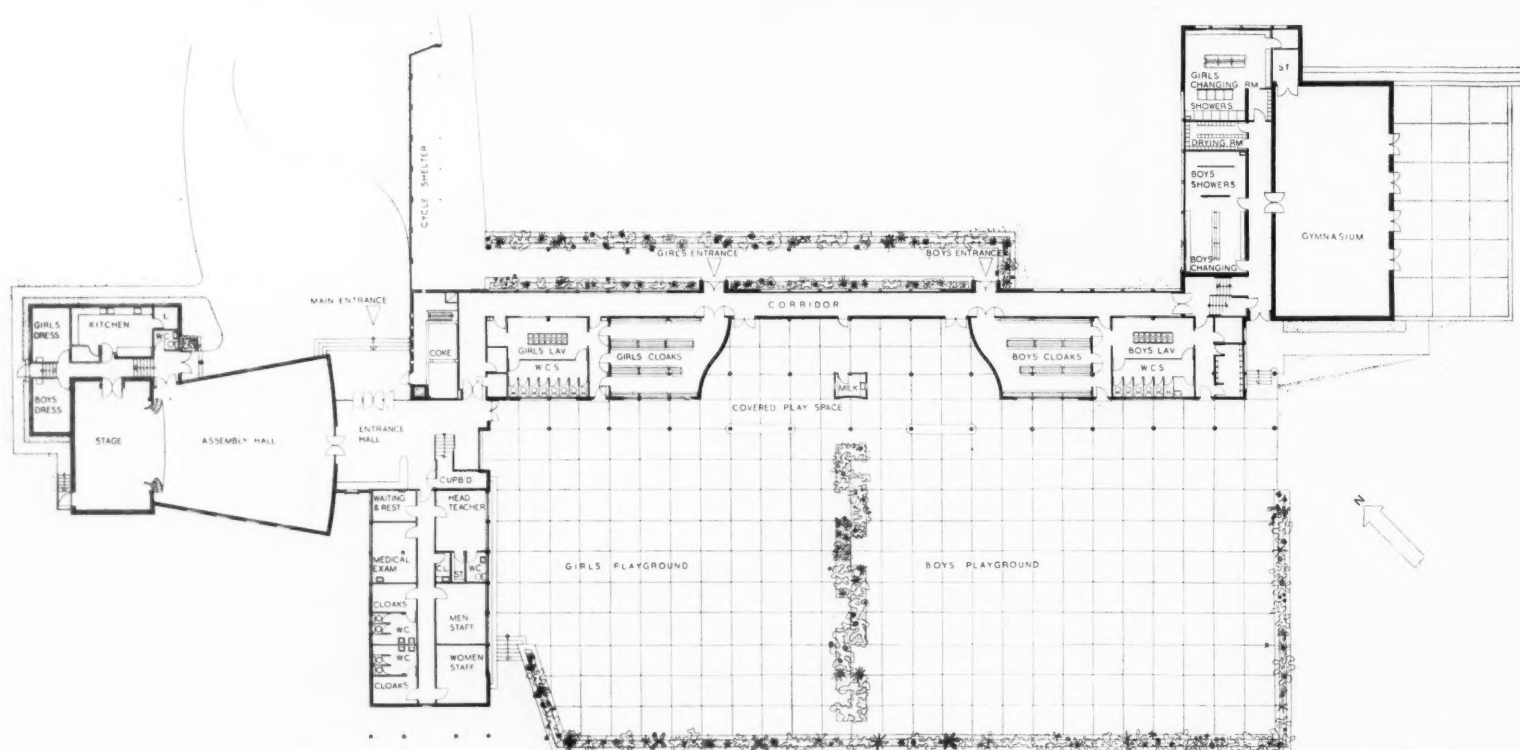 GIRLS
CHANGING RM
ST
SHOWERS
DRYING RM
BOYS
SHOWERS
BOYS
CHANGING
GYMNASIUM
CYCLE SHELTER
GIRLS ENTRANCE
BOYS ENTRANCE
MAIN ENTRANCE
CORRIDOR
GIRLS
DRESS
KITCHEN
L
WC
BOYS
DRESS
STAGE
ASSEMBLY HALL
ENTRANCE
HALL
COKE
GIRLS LAV
W.C.S
GIRLS CLOAKS
MILK
COVERED PLAY SPACE
BOYS CLOAKS
BOYS LAV
W.C.S
CUPB'D
WAITING
& REST
HEAD
TEACHER
MEDICAL
EXAM
CL
ST
WC
CLOAKS
WC
MEN
STAFF
WC
WOMEN
STAFF
CLOAKS
GIRLS PLAYGROUND
BOYS PLAYGROUND
N